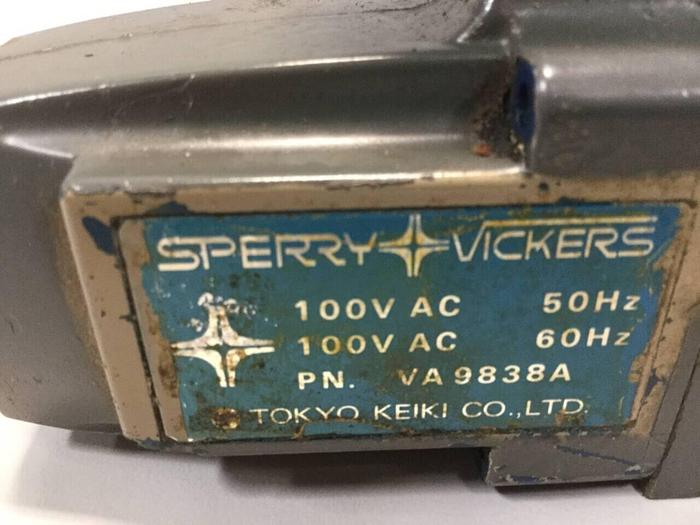 SPERRY VICKERS
100V AC 50Hz
100V AC 60Hz
PN. VA9838A
TOKYO KEIKI CO.,LTD.